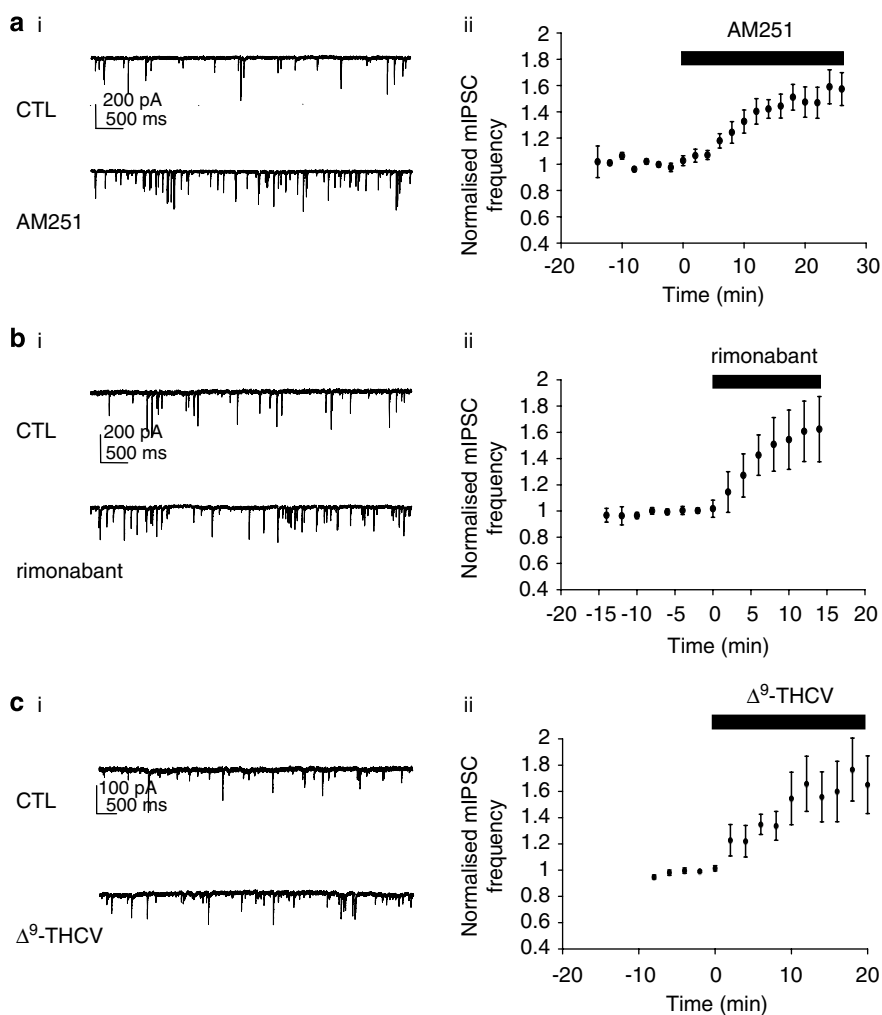 a i
CTL
200 pA
500 ms
AM251
ii
AM251
Normalised mIPSC
frequency
2
1.8
1.6
1.4
1.2
1
0.8
0.6
0.4
-20 -10 0 10 20 30
Time (min)
b i
CTL
200 pA
500 ms
rimonabant
ii
rimonabant
Normalised mIPSC
frequency
2
1.8
1.6
1.4
1.2
1
0.8
0.6
0.4
-20 -15 -10 -5 0 5 10 15 20
Time (min)
c i
CTL
100 pA
500 ms
Δ⁹-THCV
ii
Δ⁹-THCV
Normalised mIPSC
frequency
2
1.8
1.6
1.4
1.2
1
0.8
0.6
0.4
-20 -10 0 10 20
Time (min)